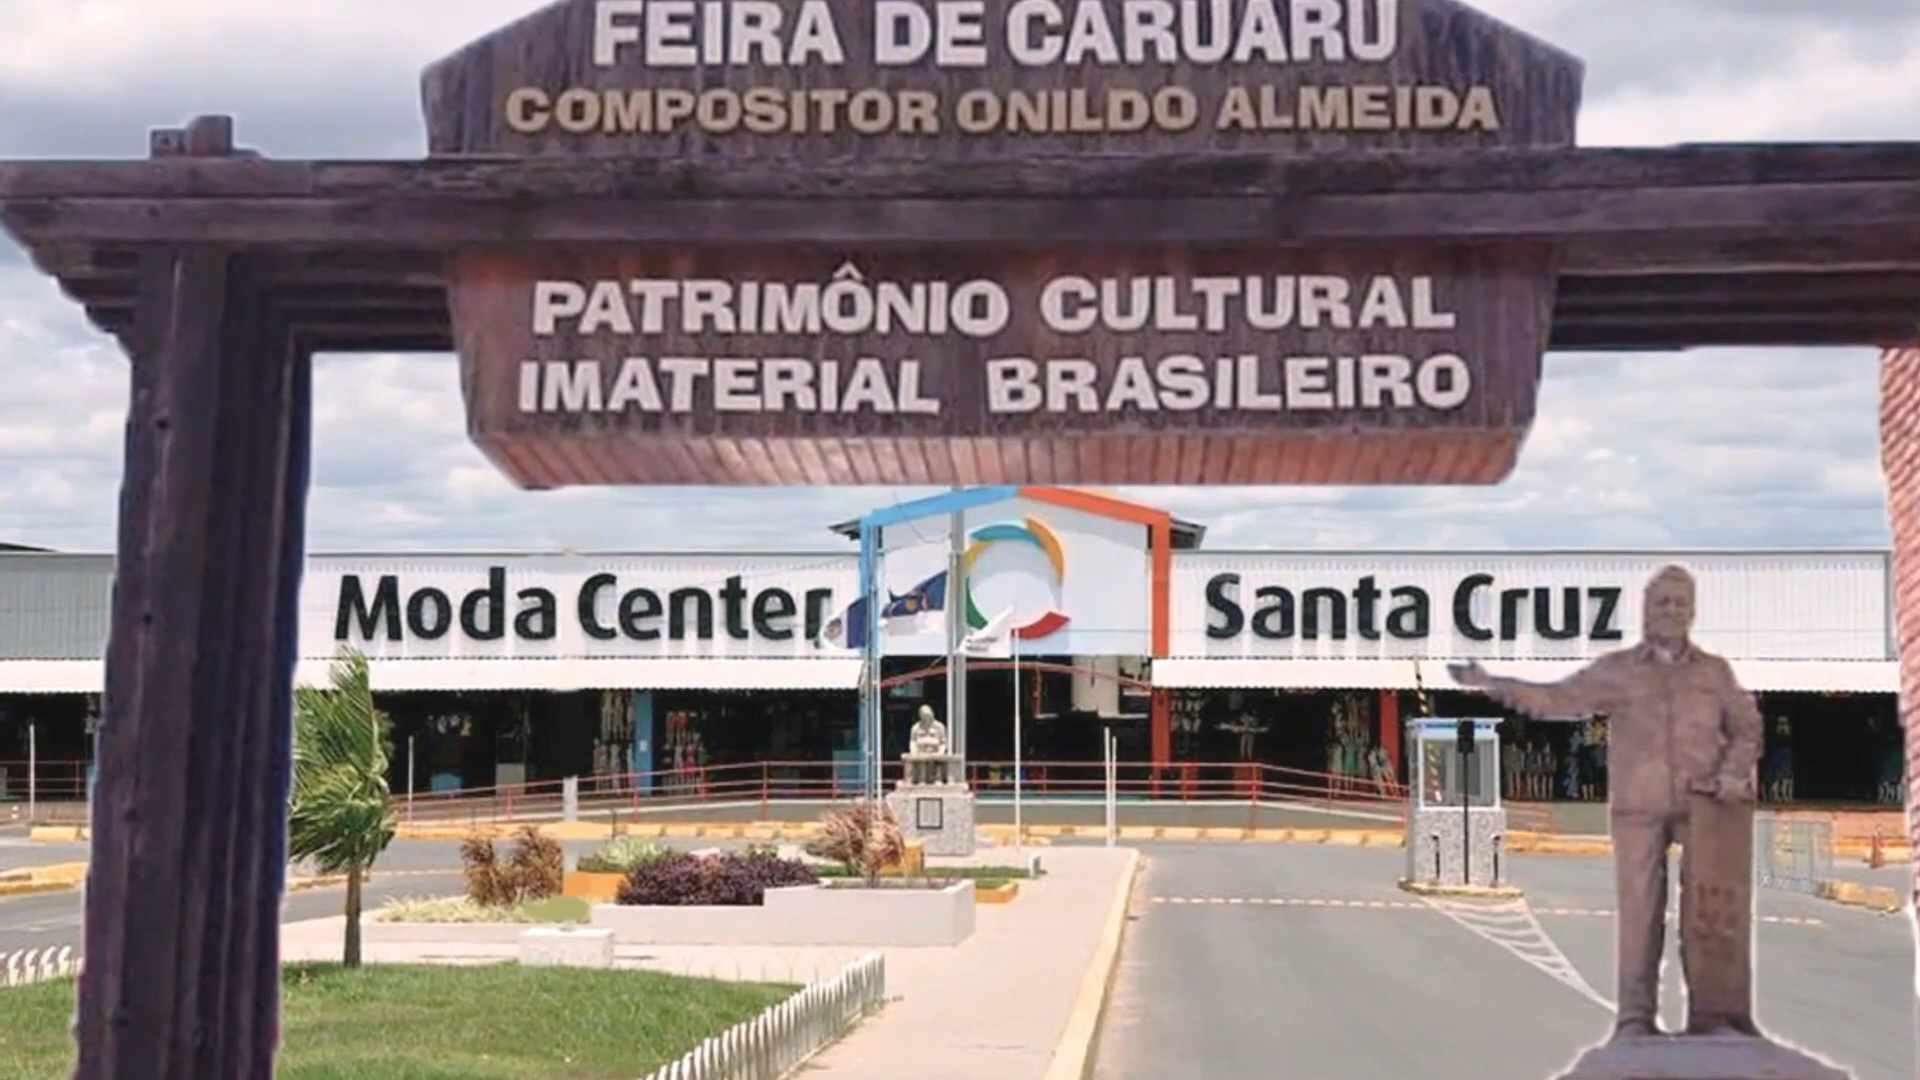 FEIRA DE CARUARU
COMPOSITOR ONILDO ALMEIDA
PATRIMÔNIO CULTURAL
IMATERIAL BRASILEIRO
Moda Center Santa Cruz